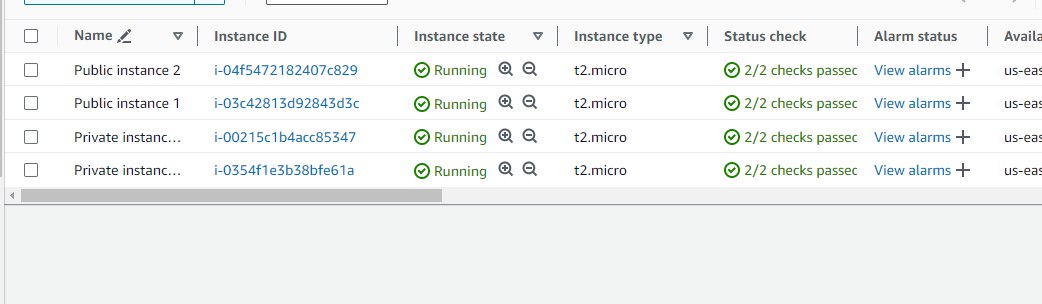 Name Instance ID Instance state Instance type Status check Alarm status Availa
Public instance 2 i-04f5472182407c829 Running t2.micro 2/2 checks passec View alarms + us-eas
Public instance 1 i-03c42813d92843d3c Running t2.micro 2/2 checks passec View alarms + us-eas
Private instanc... i-00215c1b4acc85347 Running t2.micro 2/2 checks passec View alarms + us-eas
Private instanc... i-0354f1e3b38bfe61a Running t2.micro 2/2 checks passec View alarms + us-eas